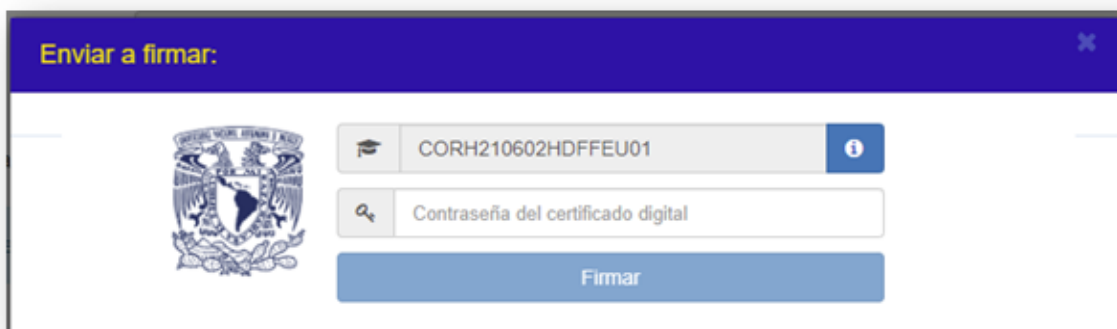 Enviar a firmar:
CORH210602HDFFEU01
Contraseña del certificado digital
Firmar